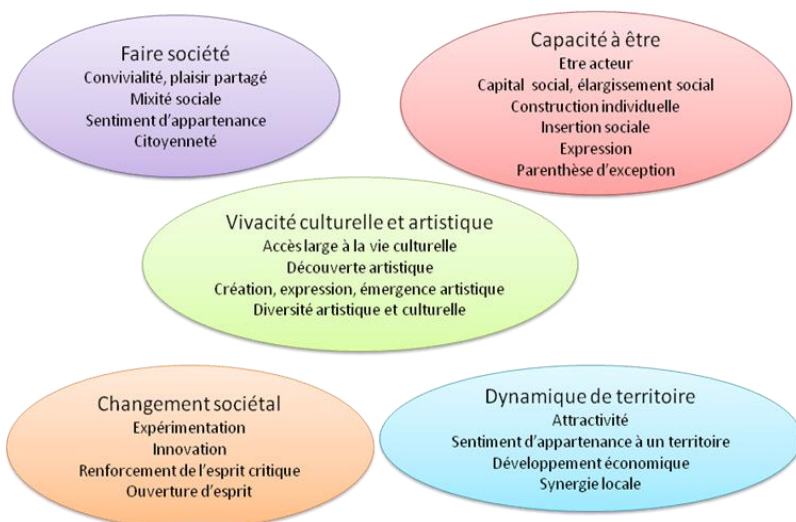 Faire société
Convivialité, plaisir partagé
Mixité sociale
Sentiment d'appartenance
Citoyenneté
Capacité à être
Etre acteur
Capital social, élargissement social
Construction individuelle
Insertion sociale
Expression
Parenthèse d'exception
Vivacité culturelle et artistique
Accès large à la vie culturelle
Découverte artistique
Création, expression, émergence artistique
Diversité artistique et culturelle
Changement sociétal
Expérimentation
Innovation
Renforcement de l'esprit critique
Ouverture d'esprit
Dynamique de territoire
Attractivité
Sentiment d'appartenance à un territoire
Développement économique
Synergie locale